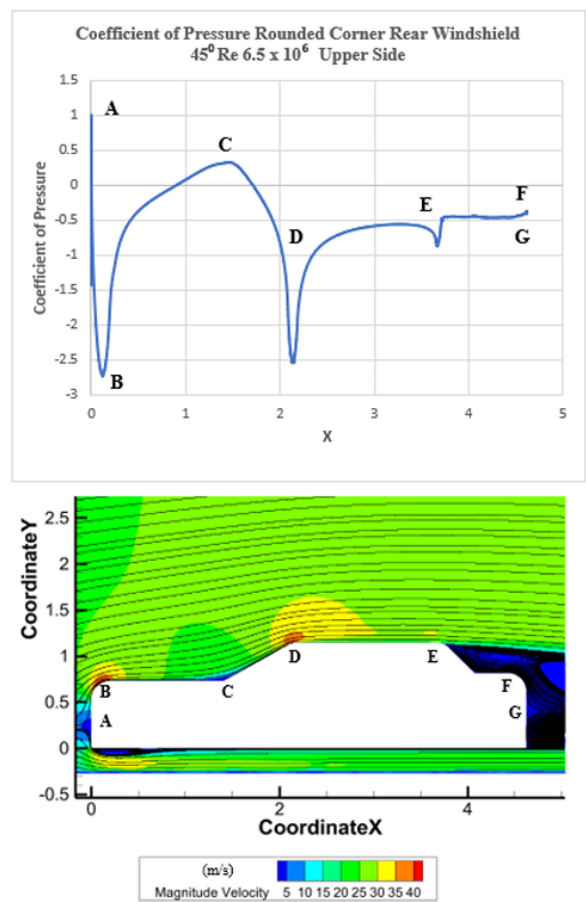 Coefficient of Pressure Rounded Corner Rear Windshield
45⁰ Re 6.5 x 10⁶ Upper Side
Coefficient of Pressure
1.5
1
0.5
0
-0.5
-1
-1.5
-2
-2.5
-3
A
B
C
D
E
F
G
0 1 2 3 4 5
X
CoordinateY
2.5
2
1.5
1
0.5
0
-0.5
B
A
C
D
E
F
G
0 2 4
CoordinateX
(m/s)
Magnitude Velocity 5 10 15 20 25 30 35 40